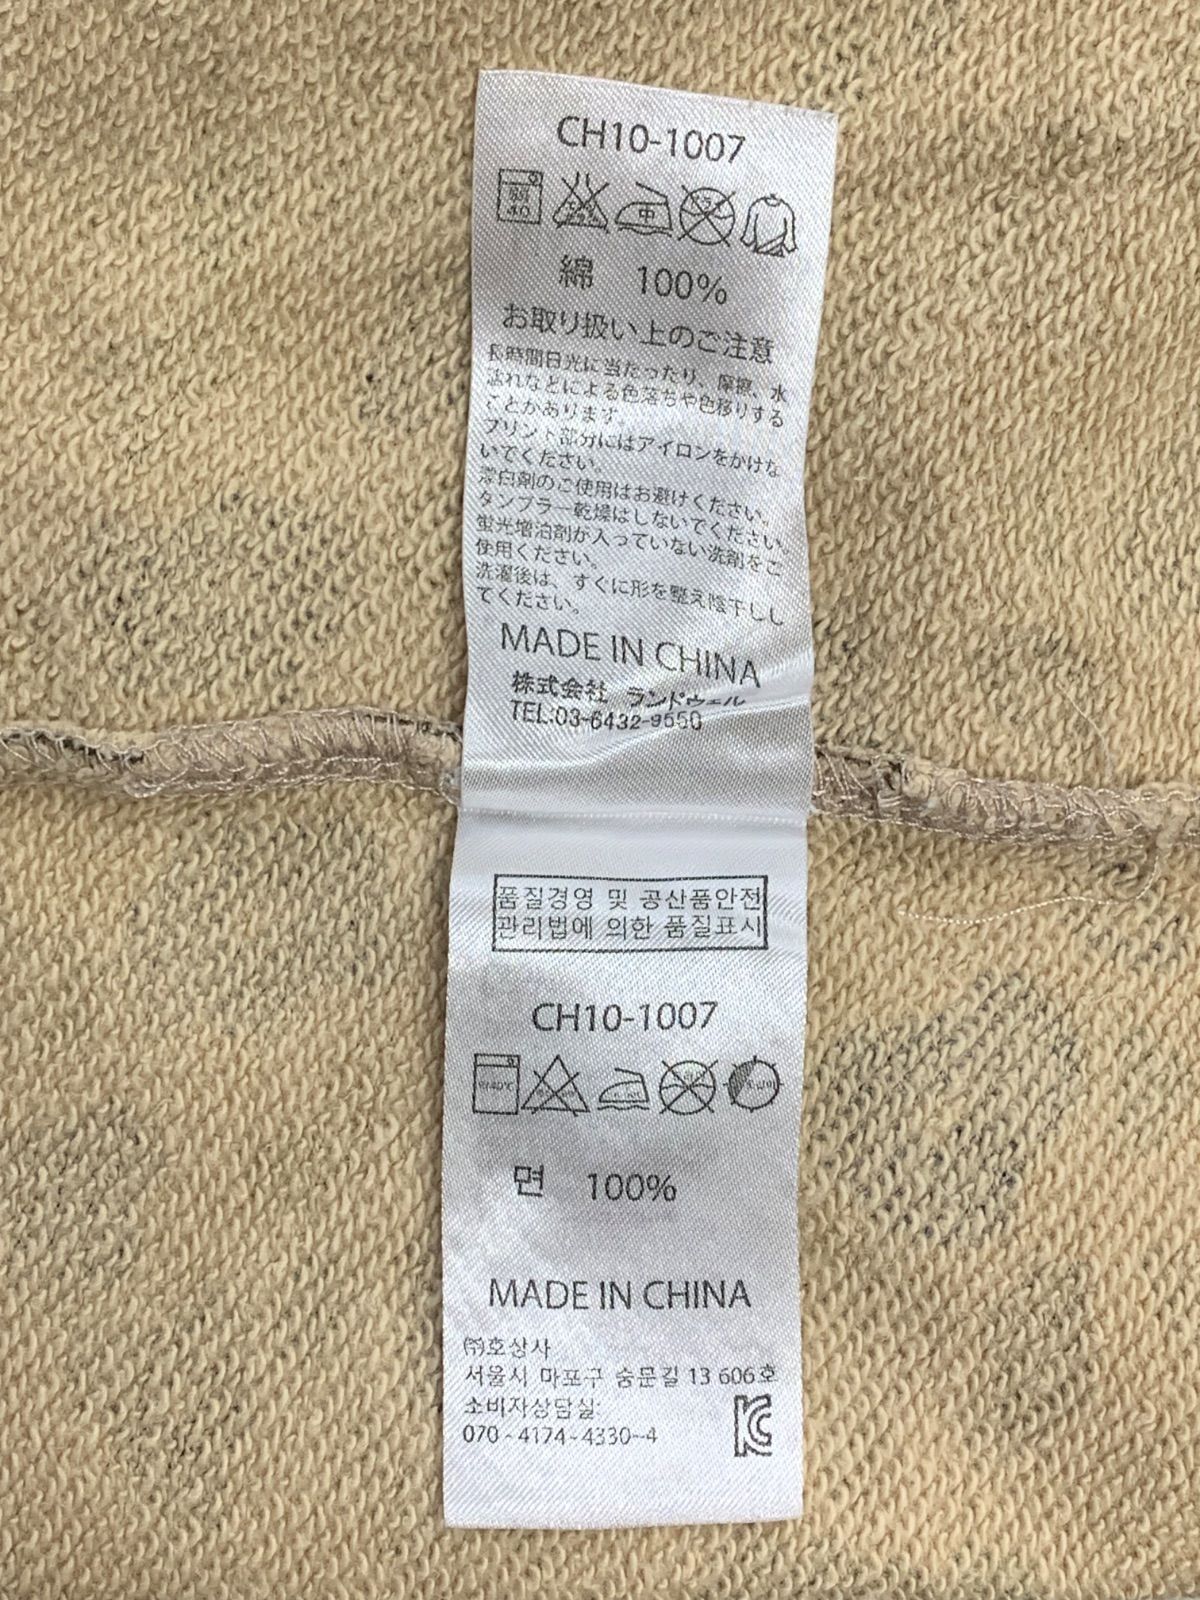 CH10-1007
弱
40
中
綿 100%
お取り扱い上のご注意
長時間日光に当たったり、摩擦、水
ぬれなどによる色落ちや色移りする
ことがあります。
プリント部分にはアイロンをかけな
いでください。
漂白剤のご使用はお避けください。
タンブラー乾燥はしないでください。
蛍光増泊剤が入っていない洗剤をご
使用ください。
洗濯後は、すぐに形を整え陰干しし
てください。
MADE IN CHINA
株式会社 ランドウェル
TEL:03-6432-9550
품질경영 및 공산품안전
관리법에 의한 품질표시
CH10-1007
약40℃
면 100%
MADE IN CHINA
㈜호상사
서울시 마포구 숭문길 13 606호
소비자상담실:
070-4174-4330~4